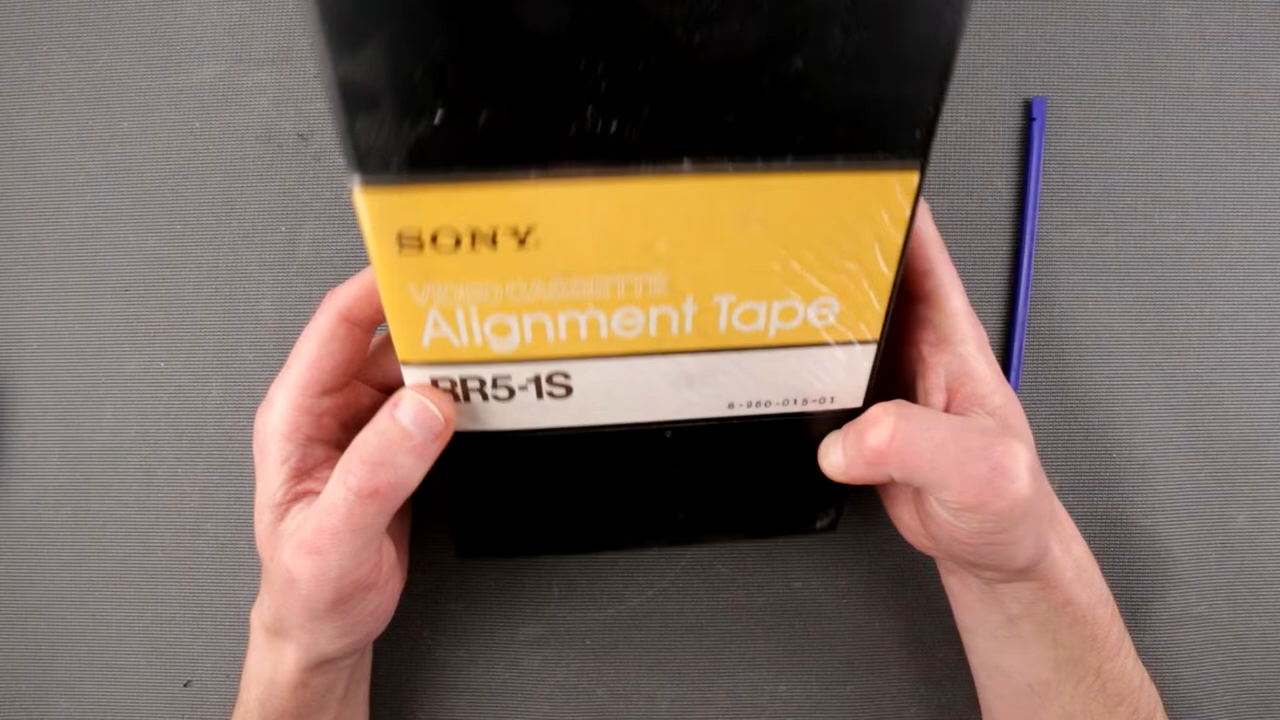 SONY
VIDEO CASSETTE
Alignment Tape
RR5-1S
8-960-015-01